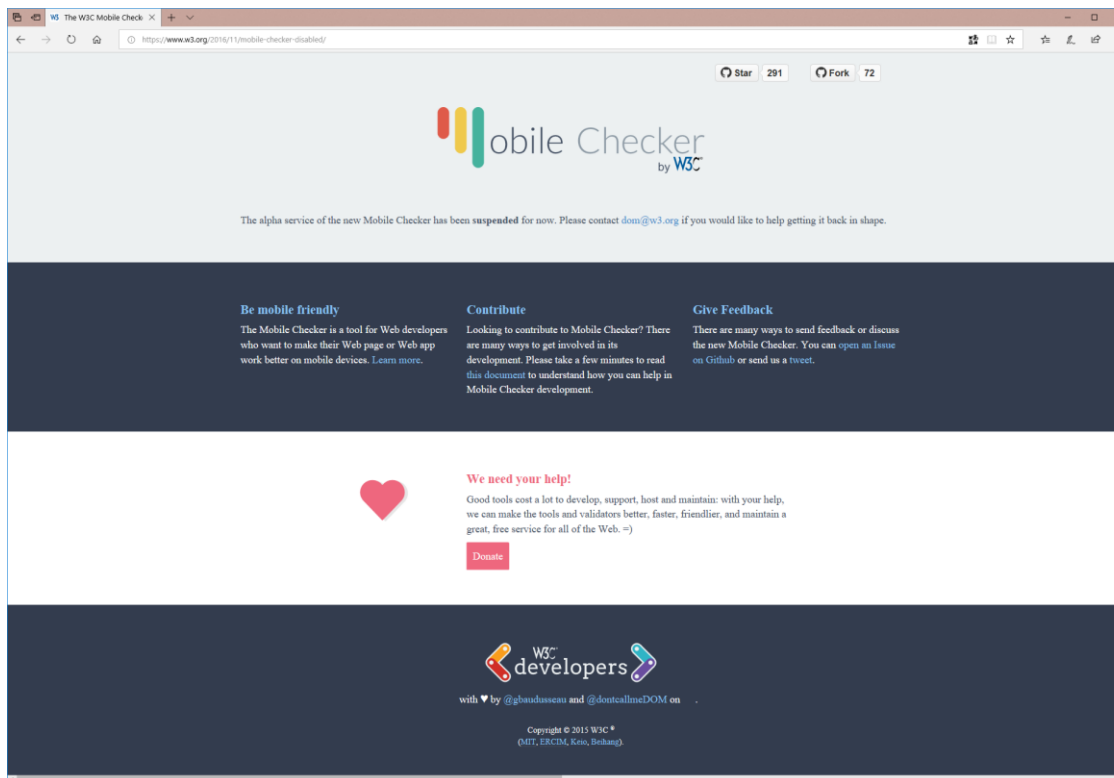 The W3C Mobile Check
https://www.w3.org/2016/11/mobile-checker-disabled/
Star 291 Fork 72
obile Checker
by W3C
The alpha service of the new Mobile Checker has been suspended for now. Please contact dom@w3.org if you would like to help getting it back in shape.
Be mobile friendly
The Mobile Checker is a tool for Web developers
who want to make their Web page or Web app
work better on mobile devices. Learn more.
Contribute
Looking to contribute to Mobile Checker? There
are many ways to get involved in its
development. Please take a few minutes to read
this document to understand how you can help in
Mobile Checker development.
Give Feedback
There are many ways to send feedback or discuss
the new Mobile Checker. You can open an Issue
on Github or send us a tweet.
We need your help!
Good tools cost a lot to develop, support, host and maintain: with your help,
we can make the tools and validators better, faster, friendlier, and maintain a
great, free service for all of the Web. =)
Donate
W3C
developers
with ♥ by @gbaudusseau and @dontcallmeDOM on .
Copyright © 2015 W3C ®
(MIT, ERCIM, Keio, Beihang).